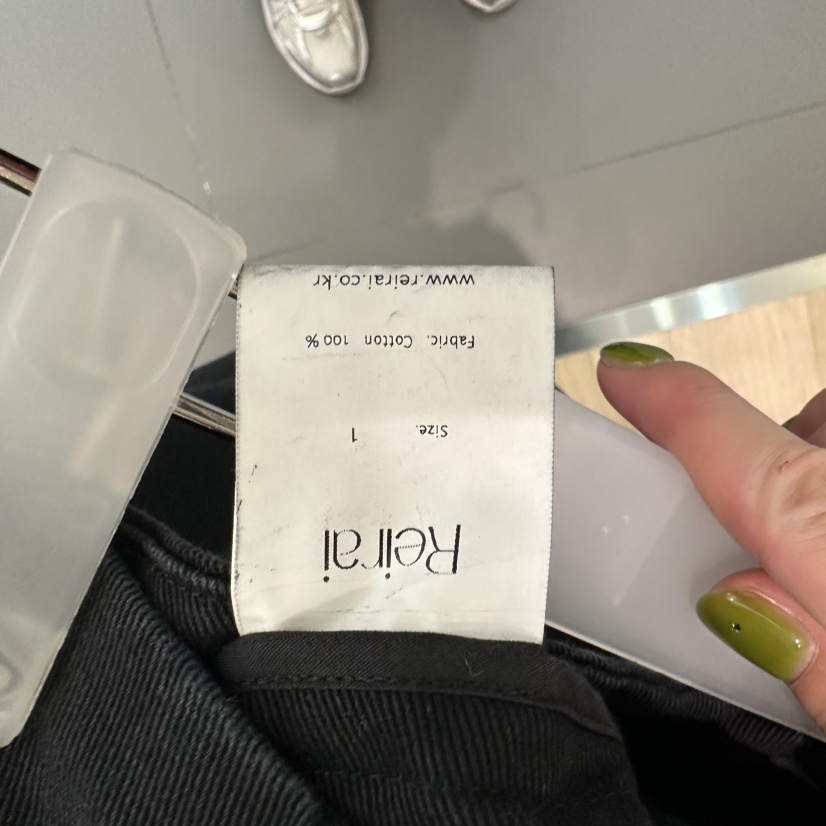 Reirai
Size. 1
Fabric. Cotton 100%
www.reirai.co.kr